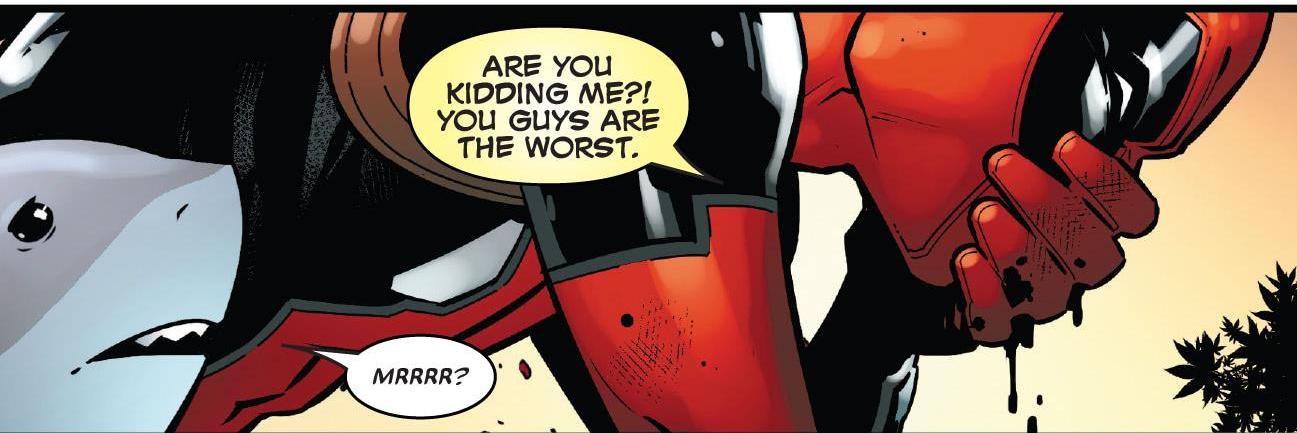 ARE YOU
KIDDING ME?!
YOU GUYS ARE
THE WORST.
MRRRR?